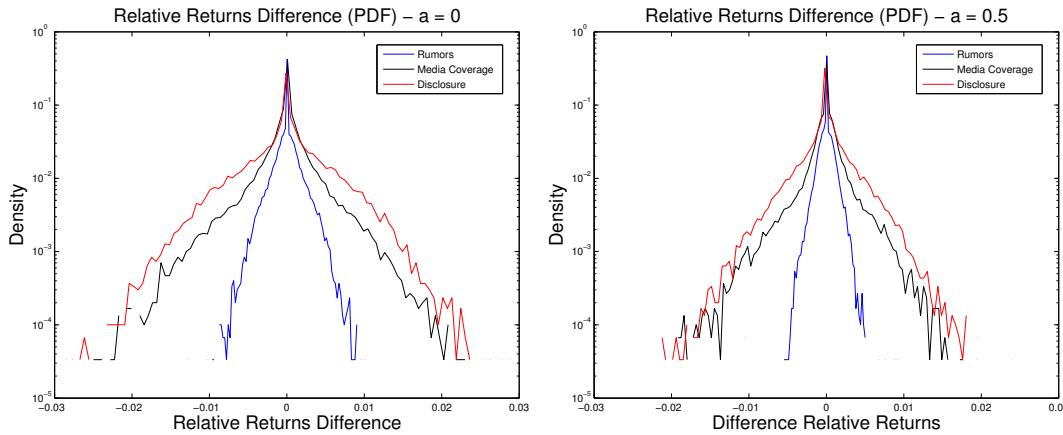 Relative Returns Difference (PDF) – a = 0
10^0
10^-1
10^-2
10^-3
10^-4
10^-5
Density
Rumors
Media Coverage
Disclosure
−0.03 −0.02 −0.01 0 0.01 0.02 0.03
Relative Returns Difference
Relative Returns Difference (PDF) – a = 0.5
10^0
10^-1
10^-2
10^-3
10^-4
10^-5
Density
Rumors
Media Coverage
Disclosure
−0.03 −0.02 −0.01 0 0.01 0.02 0.0
Difference Relative Returns